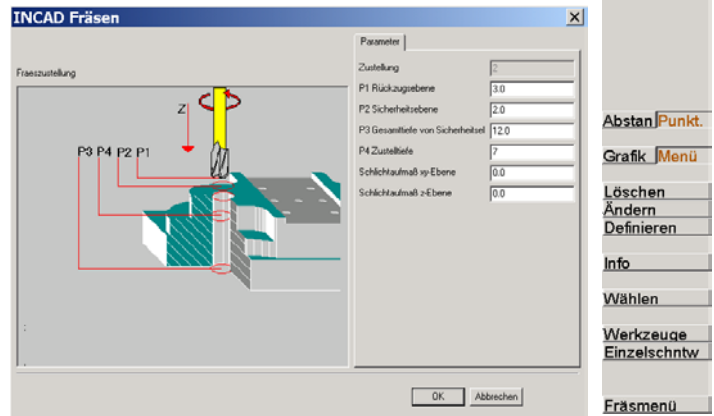 INCAD Fräsen
Parameter
Fraeszustellung
Z
P3 P4 P2 P1
Zustellung 2
P1 Rückzugsebene 3.0
P2 Sicherheitsebene 2.0
P3 Gesamttiefe von Sicherheitsel 12.0
P4 Zustelltiefe 7
Schlichtaufmaß xy-Ebene 0.0
Schlichtaufmaß z-Ebene 0.0
OK Abbrechen
Abstan Punkt.
Grafik Menü
Löschen
Ändern
Definieren
Info
Wählen
Werkzeuge
Einzelschntw
Fräsmenü